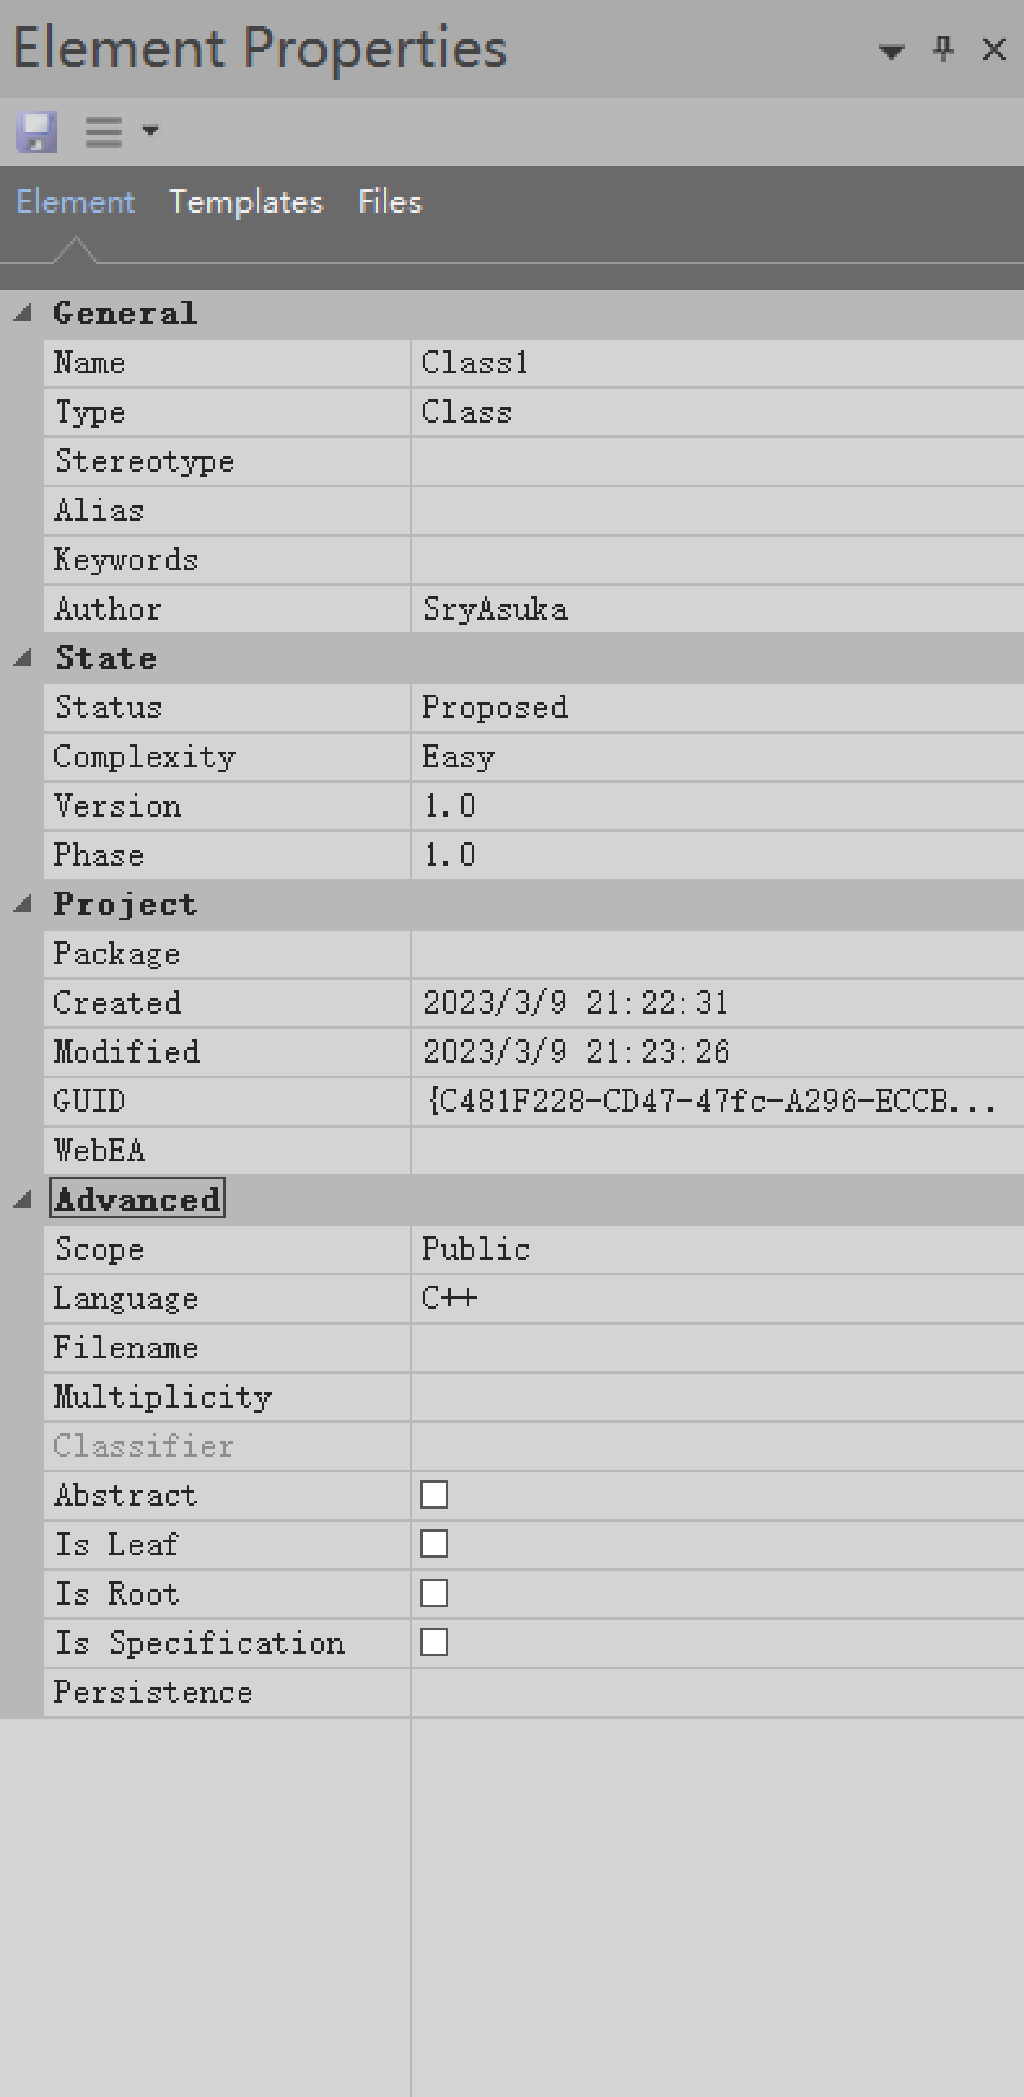 Element Properties
Element Templates Files
General
Name Class1
Type Class
Stereotype
Alias
Keywords
Author SryAsuka
State
Status Proposed
Complexity Easy
Version 1.0
Phase 1.0
Project
Package
Created 2023/3/9 21:22:31
Modified 2023/3/9 21:23:26
GUID {C481F228-CD47-47fc-A296-ECCB...
WebEA
Advanced
Scope Public
Language C++
Filename
Multiplicity
Classifier
Abstract
Is Leaf
Is Root
Is Specification
Persistence